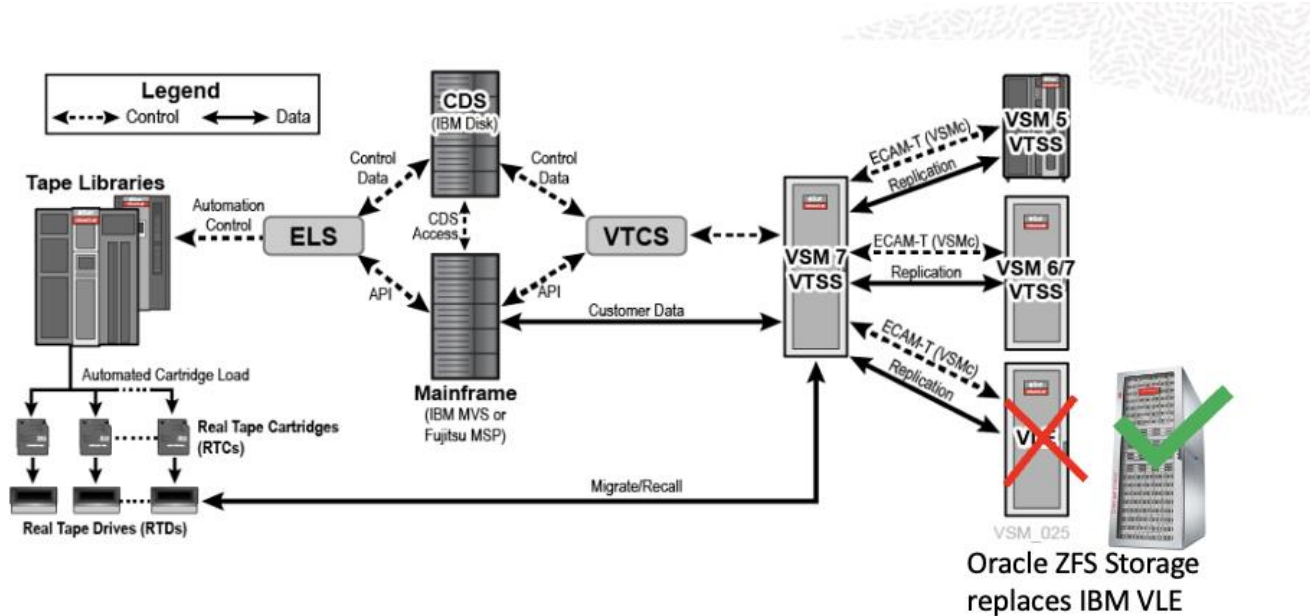 Legend
Control
Data
CDS
(IBM Disk)
Control
Data
Control
Data
Tape Libraries
Automation
Control
ELS
CDS
Access
VTCS
API
API
Customer Data
Mainframe
(IBM MVS or
Fujitsu MSP)
Automated Cartridge Load
Real Tape Cartridges
(RTCs)
Real Tape Drives (RTDs)
Migrate/Recall
VSM 7
VTSS
ECAM-T (VSMc)
Replication
VSM 5
VTSS
ECAM-T (VSMc)
Replication
VSM 6/7
VTSS
ECAM-T (VSMc)
Replication
VLE
VSM_025
Oracle ZFS Storage
replaces IBM VLE